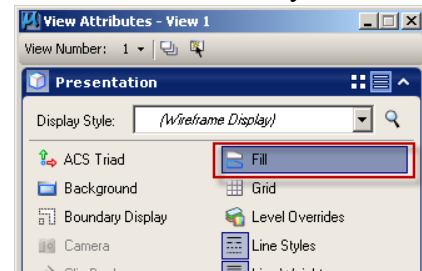 View Attributes - View 1
View Number: 1
Presentation
Display Style: (Wireframe Display)
ACS Triad Fill
Background Grid
Boundary Display Level Overrides
Camera Line Styles